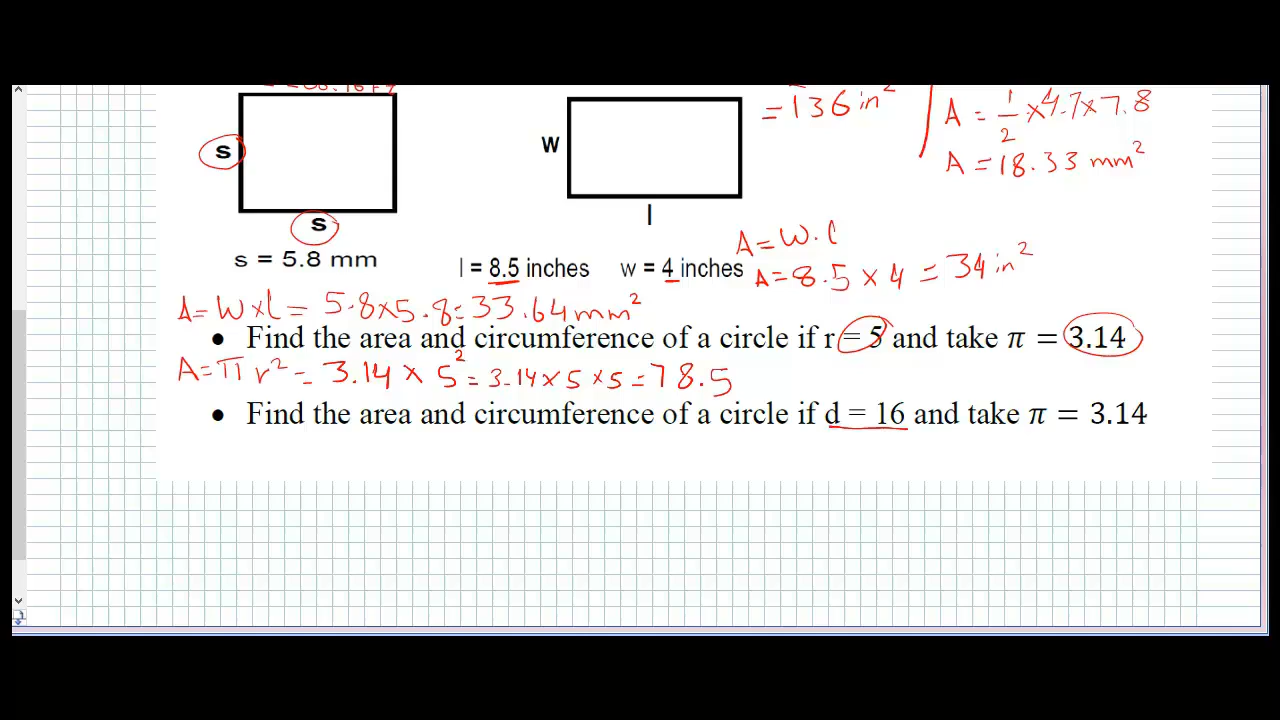 = 136 in²
A = 1/2 × 4.7 × 7.8
A = 18.33 mm²
s
w
s
l
A = w.l
s = 5.8 mm
l = 8.5 inches w = 4 inches
A = 8.5 × 4 = 34 in²
A = W × l = 5.8 × 5.8 = 33.64 mm²
• Find the area and circumference of a circle if r = 5 and take π = 3.14
A = π r² = 3.14 × 5² = 3.14 × 5 × 5 = 78.5
• Find the area and circumference of a circle if d = 16 and take π = 3.14